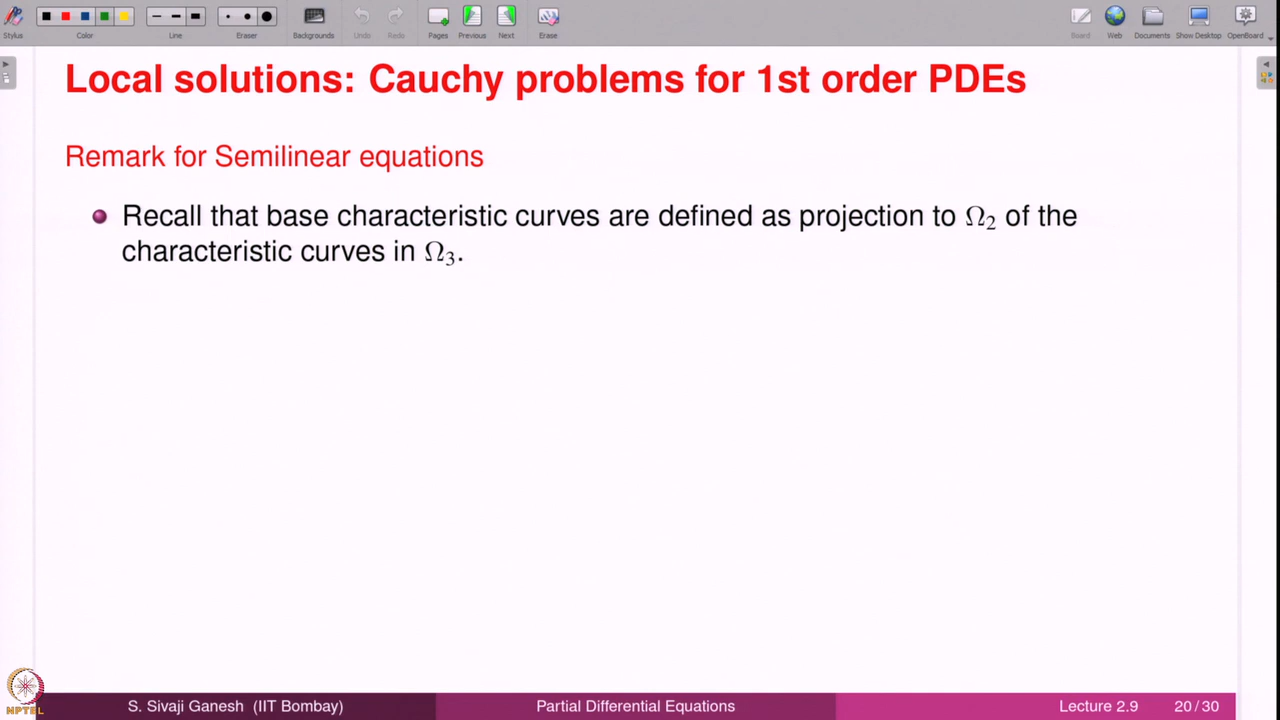 Stylus
Color
Line
Eraser
Backgrounds
Undo
Redo
Pages
Previous
Next
Erase
Board
Web
Documents
Show Desktop
OpenBoard
Local solutions: Cauchy problems for 1st order PDEs
Remark for Semilinear equations
Recall that base characteristic curves are defined as projection to Ω₂ of the
characteristic curves in Ω₃.
NPTEL
S. Sivaji Ganesh (IIT Bombay)
Partial Differential Equations
Lecture 2.9
20/30